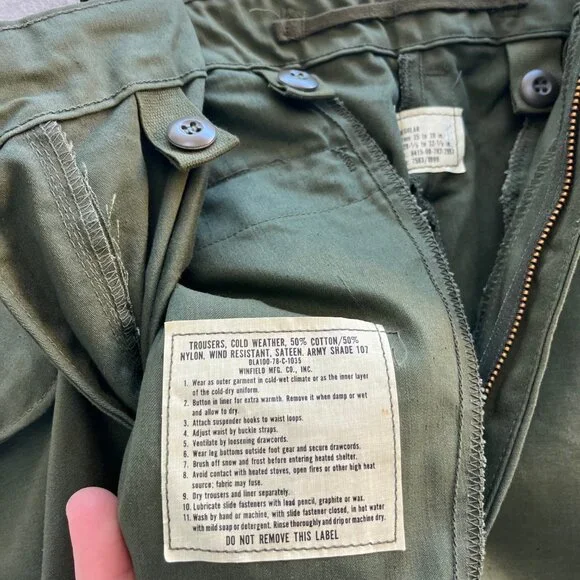 TROUSERS, COLD WEATHER, 50% COTTON/50%
NYLON, WIND RESISTANT, SATEEN, ARMY SHADE 107
DLA100-78-C-1035
WINFIELD MFG. CO., INC.
1. Wear as outer garment in cold-wet climate or as the inner layer
of the cold-dry uniform.
2. Button in liner for extra warmth. Remove it when damp or wet
and allow to dry.
3. Attach suspender hooks to waist loops.
4. Adjust waist by buckle straps.
5. Ventilate by loosening drawcords.
6. Wear leg bottoms outside foot gear and secure drawcords.
7. Brush off snow and frost before entering heated shelter.
8. Avoid contact with heated stoves, open fires or other high heat
source; fabric may fuse.
9. Dry trousers and liner separately.
10. Lubricate slide fasteners with lead pencil, graphite or wax.
11. Wash by hand or machine, with slide fastener closed, in hot water
with mild soap or detergent. Rinse thoroughly and drip or machine dry.
DO NOT REMOVE THIS LABEL